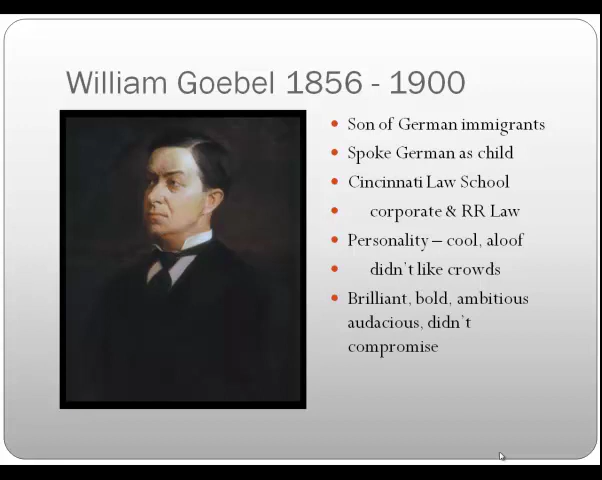 William Goebel 1856 - 1900
• Son of German immigrants
• Spoke German as child
• Cincinnati Law School
• corporate & RR Law
• Personality – cool, aloof
• didn't like crowds
• Brilliant, bold, ambitious
audacious, didn't
compromise